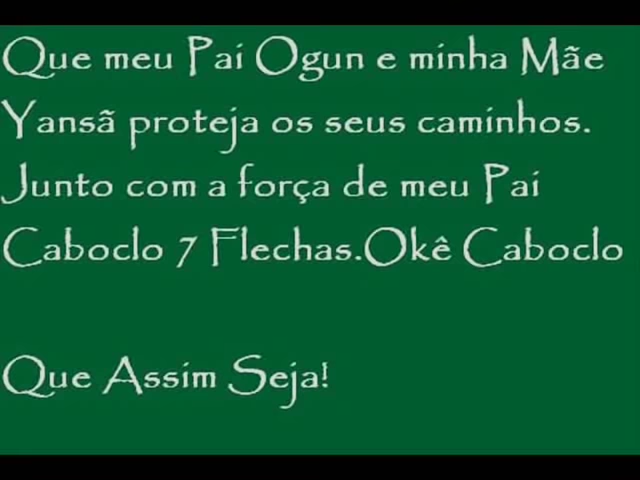 Que meu Pai Ogun e minha Mãe
Yansã proteja os seus caminhos.
Junto com a força de meu Pai
Caboclo 7 Flechas.Okê Caboclo
Que Assim Seja!